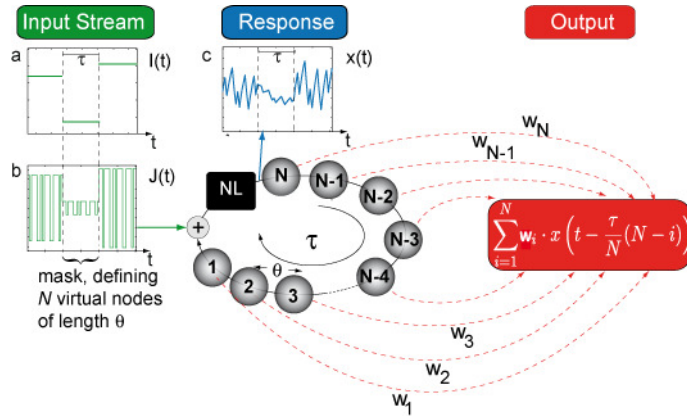 Input Stream
Response
Output
a
I(t)
τ
t
c
x(t)
τ
t
b
J(t)
t
mask, defining
N virtual nodes
of length θ
NL
N
N-1
N-2
N-3
N-4
+
1
2
3
θ
τ
w_N
w_N-1
w_3
w_2
w_1
∑_{i=1}^{N} w_i · x ( t − τ/N (N − i) )